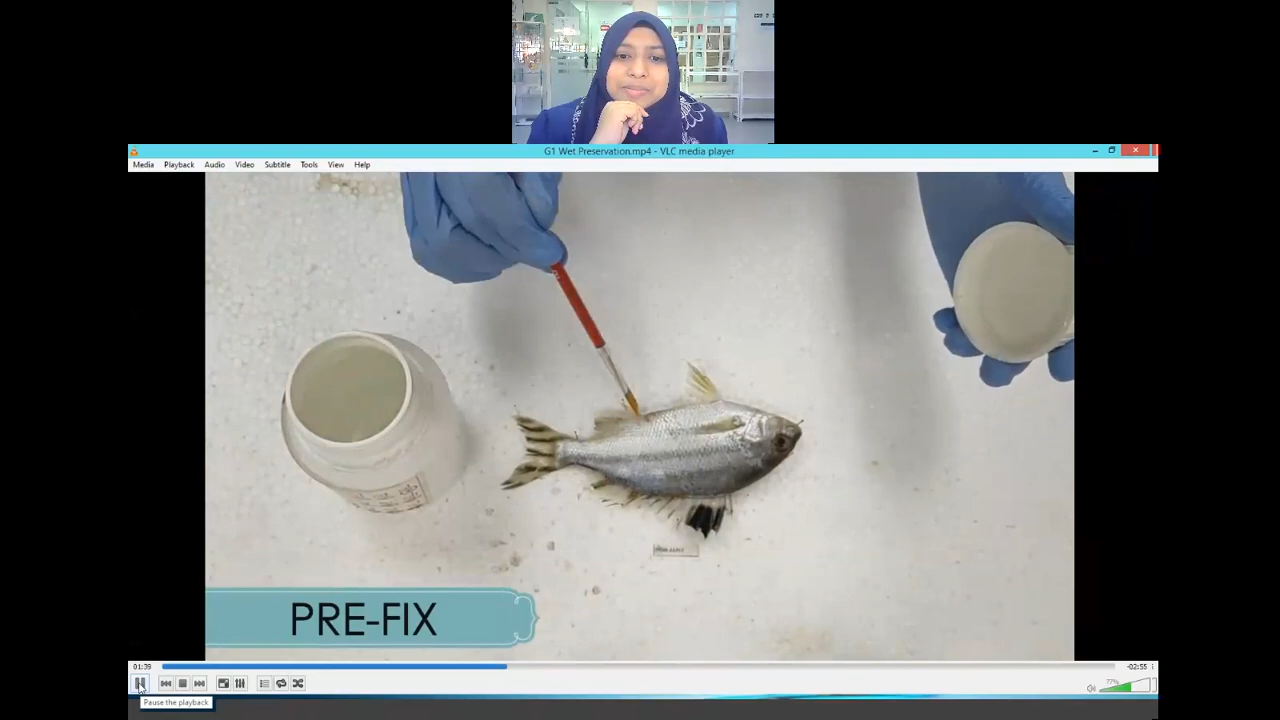 G1 Wet Preservation.mp4 - VLC media player
Media Playback Audio Video Subtitle Tools View Help
PRE-FIX
01:39
-02:55
77%
Pause the playback